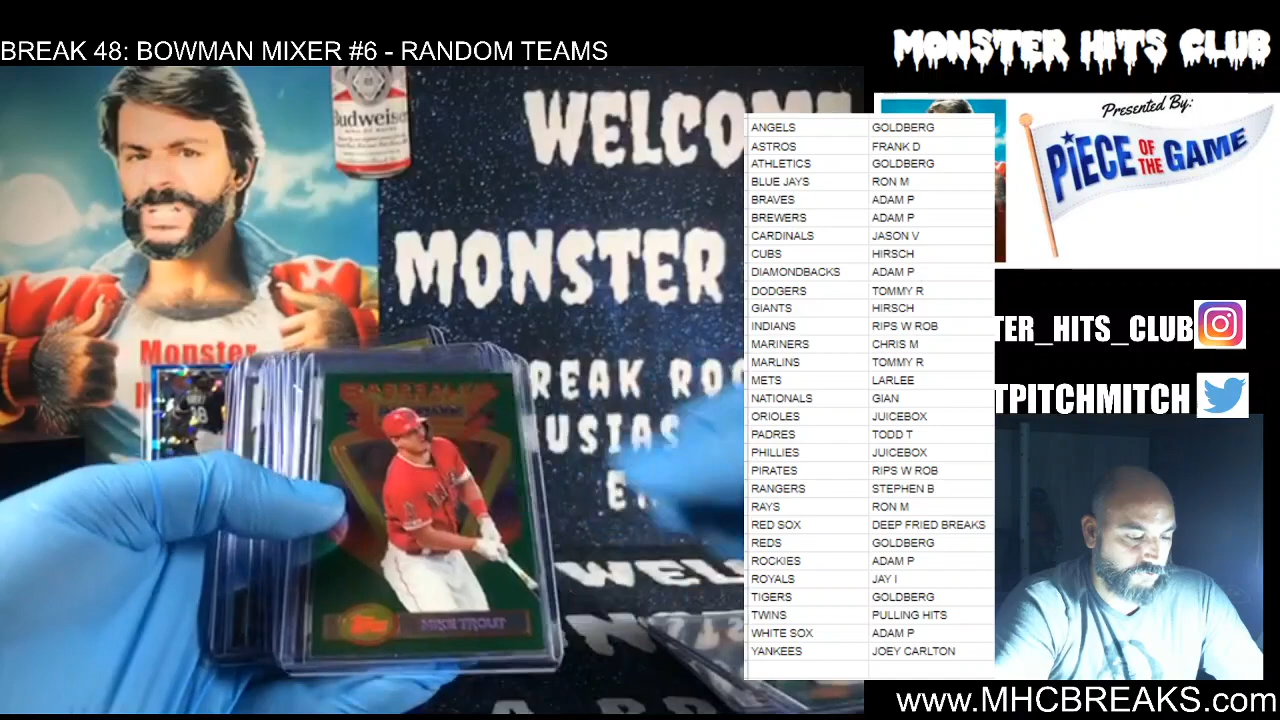 BREAK 48: BOWMAN MIXER #6 - RANDOM TEAMS
MONSTER HITS CLUB
Presented By:
PIECE OF THE GAME
Budweiser
WELCOME
MONSTER
REAK ROO
USIAS
Monster
MIKE TROUT
ANGELS GOLDBERG
ASTROS FRANK D
ATHLETICS GOLDBERG
BLUE JAYS RON M
BRAVES ADAM P
BREWERS ADAM P
CARDINALS JASON V
CUBS HIRSCH
DIAMONDBACKS ADAM P
DODGERS TOMMY R
GIANTS HIRSCH
INDIANS RIPS W ROB
MARINERS CHRIS M
MARLINS TOMMY R
METS LARLEE
NATIONALS GIAN
ORIOLES JUICEBOX
PADRES TODD T
PHILLIES JUICEBOX
PIRATES RIPS W ROB
RANGERS STEPHEN B
RAYS RON M
RED SOX DEEP FRIED BREAKS
REDS GOLDBERG
ROCKIES ADAM P
ROYALS JAY I
TIGERS GOLDBERG
TWINS PULLING HITS
WHITE SOX ADAM P
YANKEES JOEY CARLTON
TER_HITS_CLUB
TPITCHMITCH
www.MHCBREAKS.com